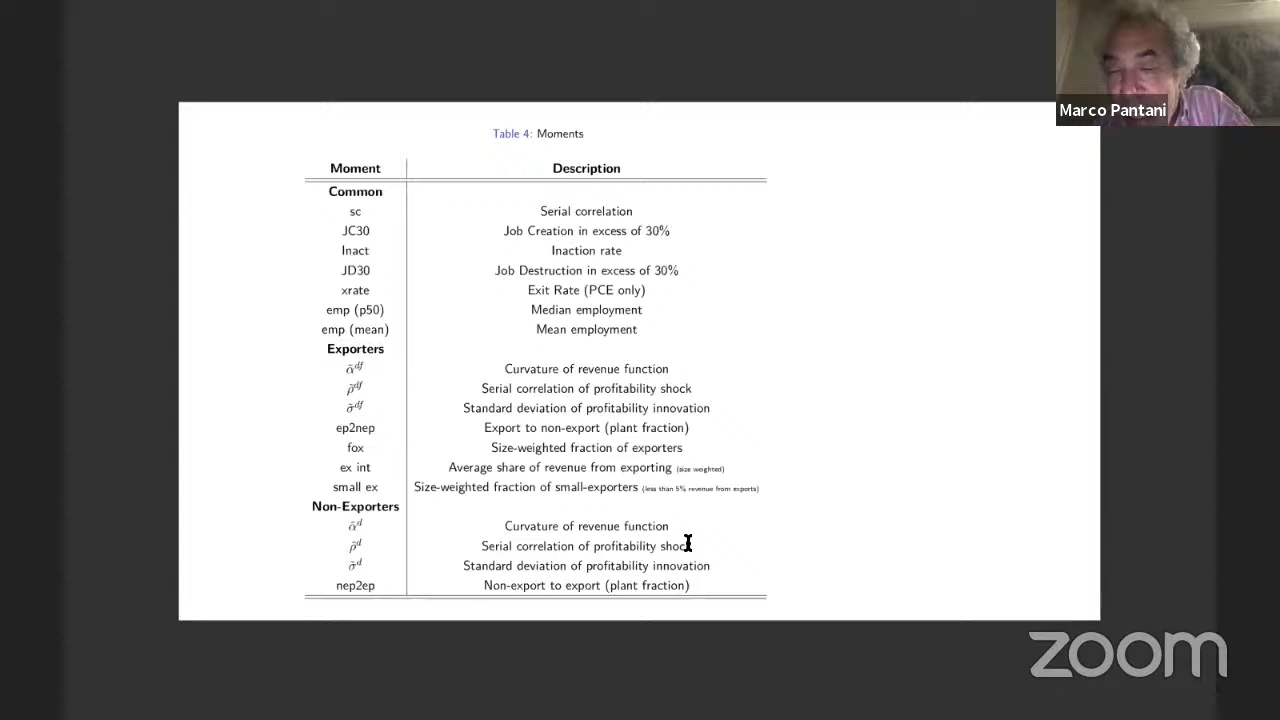 Marco Pantani
Table 4: Moments
Moment Description
Common
sc Serial correlation
JC30 Job Creation in excess of 30%
Inact Inaction rate
JD30 Job Destruction in excess of 30%
xrate Exit Rate (PCE only)
emp (p50) Median employment
emp (mean) Mean employment
Exporters
α̃^df Curvature of revenue function
ρ̃^df Serial correlation of profitability shock
σ̃^df Standard deviation of profitability innovation
ep2nep Export to non-export (plant fraction)
fox Size-weighted fraction of exporters
ex int Average share of revenue from exporting (size weighted)
small ex Size-weighted fraction of small-exporters (less than 5% revenue from exports)
Non-Exporters
α̃^d Curvature of revenue function
ρ̃^d Serial correlation of profitability shock
σ̃^d Standard deviation of profitability innovation
nep2ep Non-export to export (plant fraction)
zoom